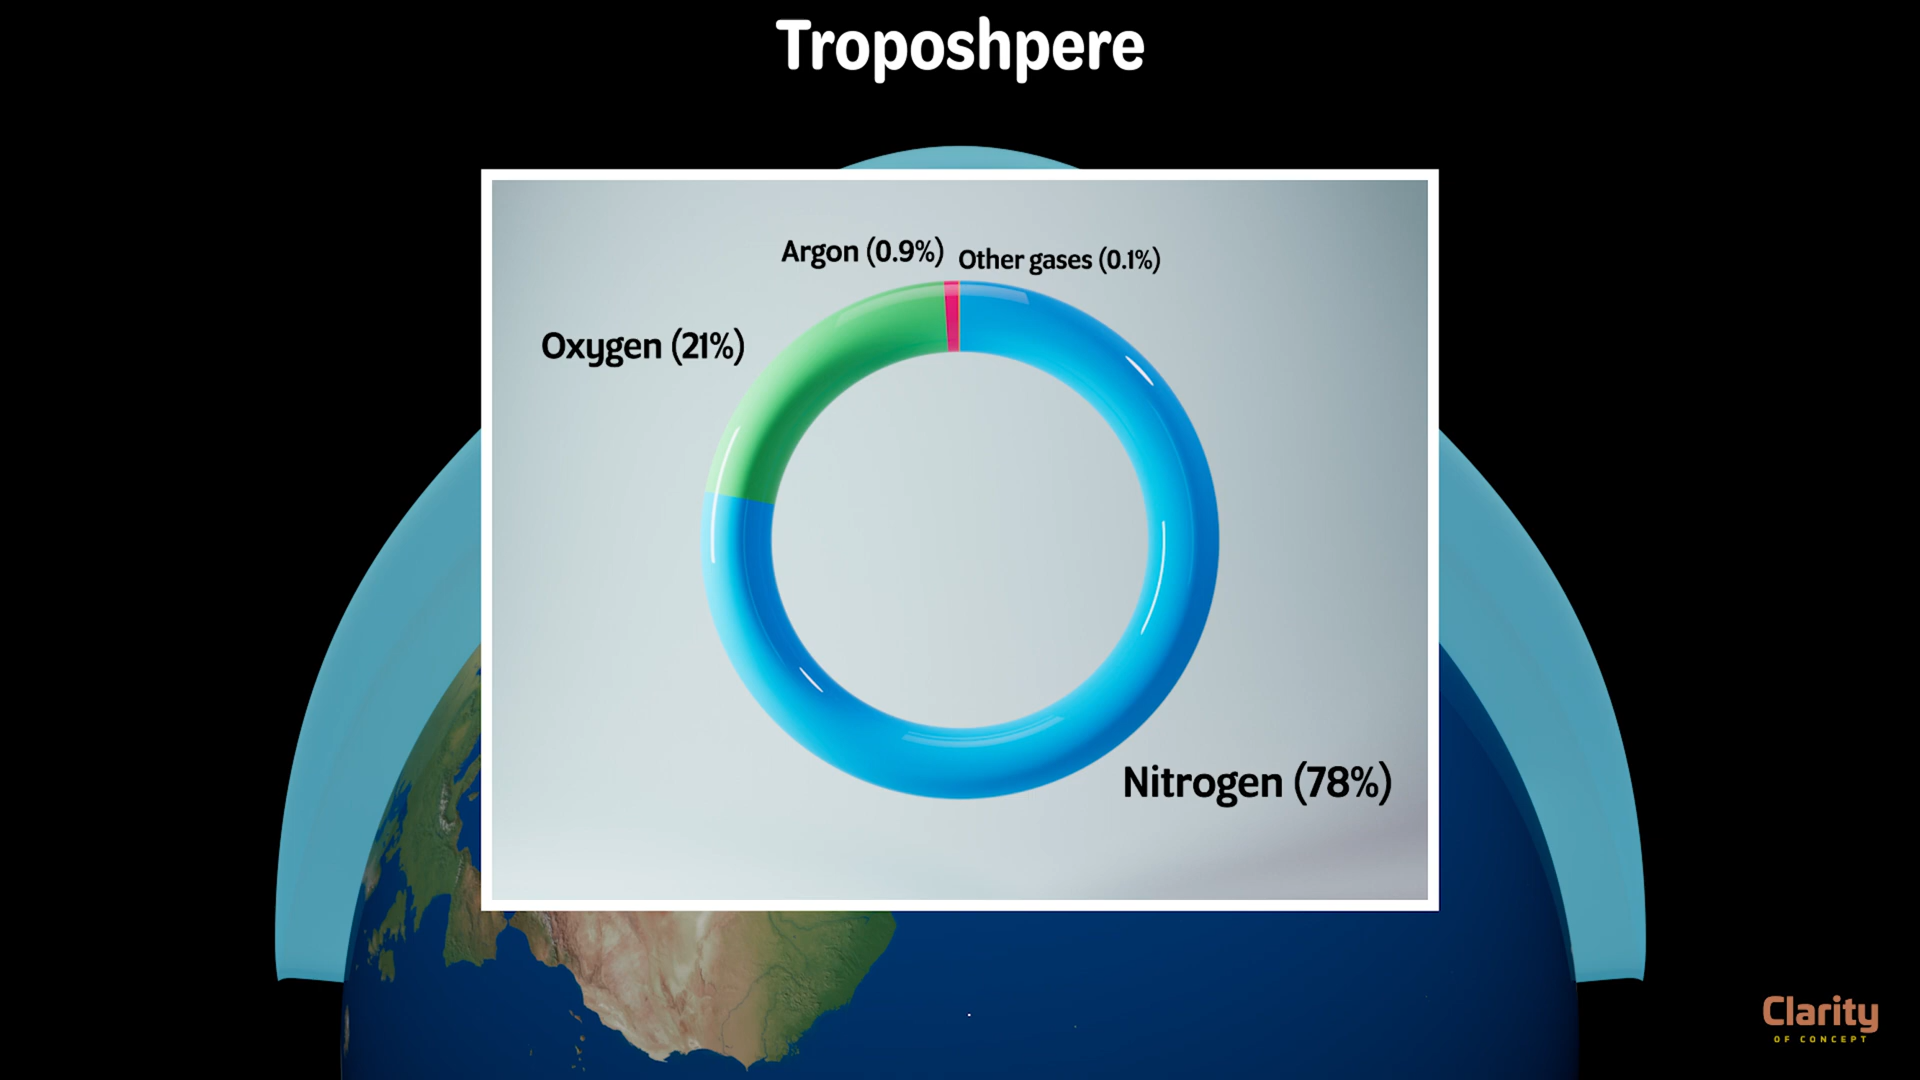 Troposhpere
Argon (0.9%)
Other gases (0.1%)
Oxygen (21%)
Nitrogen (78%)
Clarity
OF CONCEPT